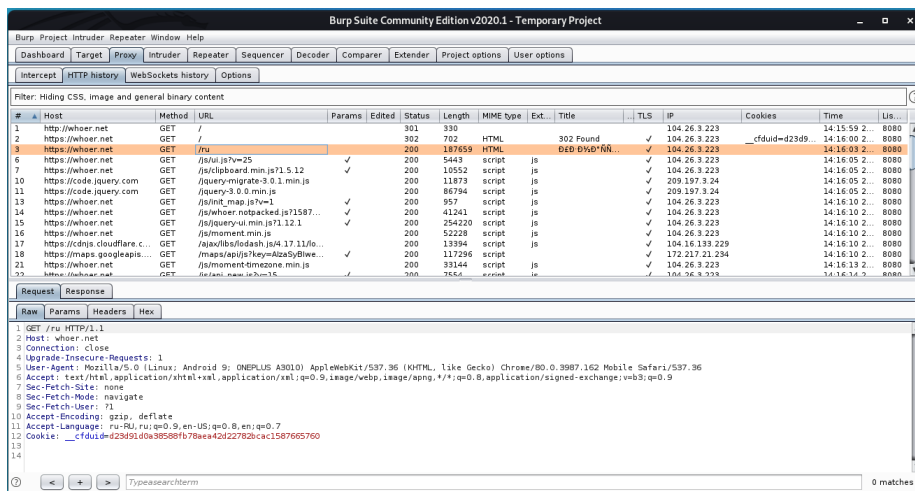 Burp Suite Community Edition v2020.1 - Temporary Project
Burp Project Intruder Repeater Window Help
Dashboard Target Proxy Intruder Repeater Sequencer Decoder Comparer Extender Project options User options
Intercept HTTP history WebSockets history Options
Filter: Hiding CSS, image and general binary content
# Host Method URL Params Edited Status Length MIME type Ext... Title ... TLS IP Cookies Time Lis...
1 http://whoer.net GET / 301 330 104.26.3.223 14:15:59 2... 8080
2 https://whoer.net GET / 302 702 HTML 302 Found ✓ 104.26.3.223 __cfduid=d23d9... 14:16:00 2... 8080
3 https://whoer.net GET /ru 200 187659 HTML ✓ 104.26.3.223 14:16:03 2... 8080
6 https://whoer.net GET /js/ui.js?v=25 ✓ 200 5443 script js ✓ 104.26.3.223 14:16:05 2... 8080
7 https://whoer.net GET /js/clipboard.min.js?1.5.12 ✓ 200 10552 script js ✓ 104.26.3.223 14:16:05 2... 8080
10 https://code.jquery.com GET /jquery-migrate-3.0.1.min.js 200 11873 script js ✓ 209.197.3.24 14:16:05 2... 8080
11 https://code.jquery.com GET /jquery-3.0.0.min.js 200 86794 script js ✓ 209.197.3.24 14:16:05 2... 8080
13 https://whoer.net GET /js/init_map.js?v=1 ✓ 200 957 script js ✓ 104.26.3.223 14:16:10 2... 8080
14 https://whoer.net GET /js/whoer.notpacked.js?1587... ✓ 200 41241 script js ✓ 104.26.3.223 14:16:10 2... 8080
15 https://whoer.net GET /js/jquery-ui.min.js?1.12.1 ✓ 200 254220 script js ✓ 104.26.3.223 14:16:10 2... 8080
16 https://whoer.net GET /js/moment.min.js 200 52228 script js ✓ 104.26.3.223 14:16:10 2... 8080
17 https://cdnjs.cloudflare.c... GET /ajax/libs/lodash.js/4.17.11/lo... 200 13394 script js ✓ 104.16.133.229 14:16:10 2... 8080
18 https://maps.googleapis.... GET /maps/api/js?key=AIzaSyBIwe... ✓ 200 117296 script ✓ 172.217.21.234 14:16:10 2... 8080
21 https://whoer.net GET /js/moment-timezone.min.js 200 33144 script js ✓ 104.26.3.223 14:16:13 2... 8080
22 https://whoer.net GET /js/api_new.js?v=15 ✓ 200 7554 script js ✓ 104.26.3.223 14:16:14 2... 8080
Request Response
Raw Params Headers Hex
1 GET /ru HTTP/1.1
2 Host: whoer.net
3 Connection: close
4 Upgrade-Insecure-Requests: 1
5 User-Agent: Mozilla/5.0 (Linux; Android 9; ONEPLUS A3010) AppleWebKit/537.36 (KHTML, like Gecko) Chrome/80.0.3987.162 Mobile Safari/537.36
6 Accept: text/html,application/xhtml+xml,application/xml;q=0.9,image/webp,image/apng,*/*;q=0.8,application/signed-exchange;v=b3;q=0.9
7 Sec-Fetch-Site: none
8 Sec-Fetch-Mode: navigate
9 Sec-Fetch-User: ?1
10 Accept-Encoding: gzip, deflate
11 Accept-Language: ru-RU,ru;q=0.9,en-US;q=0.8,en;q=0.7
12 Cookie: __cfduid=d23d91d0a38588fb78aea42d22782bcac1587665760
13
14
? < + > Typeasearchterm 0 matches